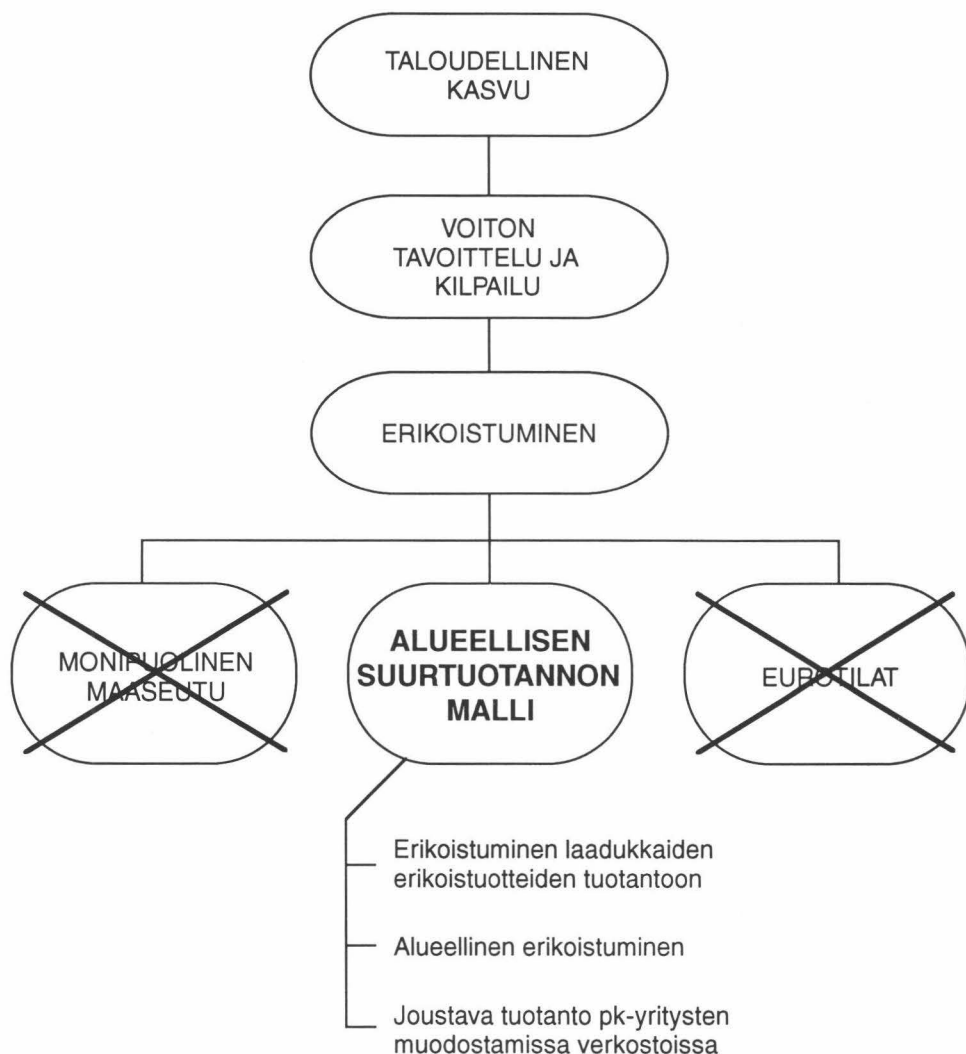 TALOUDELLINEN
KASVU
VOITON
TAVOITTELU JA
KILPAILU
ERIKOISTUMINEN
MONIPUOLINEN
MAASEUTU
ALUEELLISEN
SUURTUOTANNON
MALLI
EUROTILAT
Erikoistuminen laadukkaiden
erikoistuotteiden tuotantoon
Alueellinen erikoistuminen
Joustava tuotanto pk-yritysten
muodostamissa verkostoissa